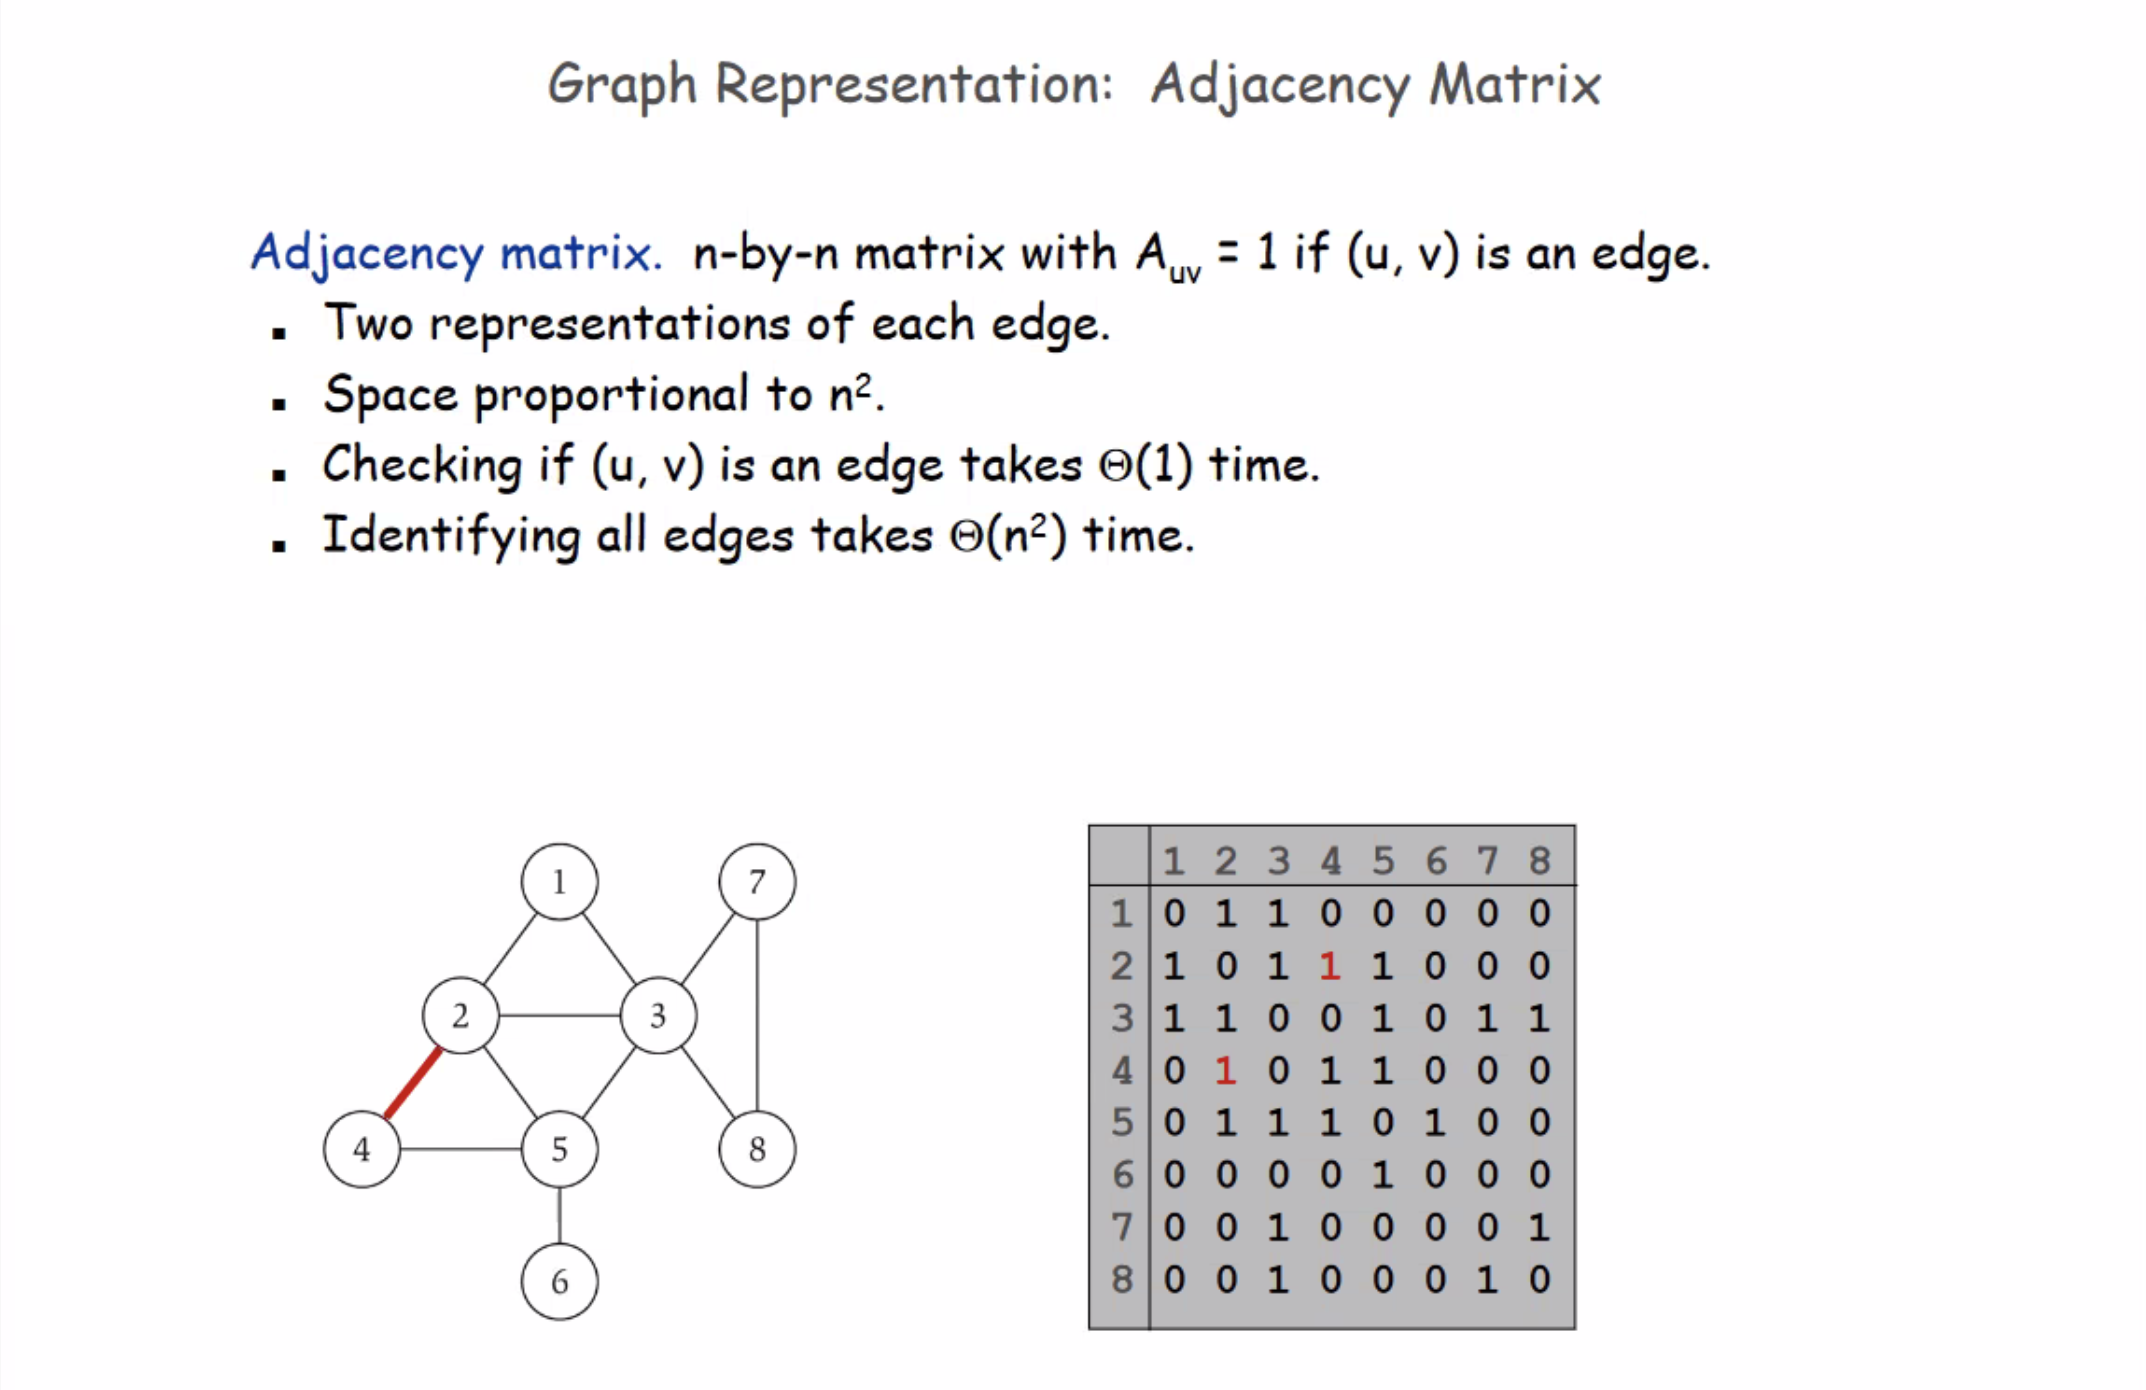 Graph Representation: Adjacency Matrix
Adjacency matrix. n-by-n matrix with Auv = 1 if (u, v) is an edge.
▪ Two representations of each edge.
▪ Space proportional to n².
▪ Checking if (u, v) is an edge takes Θ(1) time.
▪ Identifying all edges takes Θ(n²) time.
1 7
2 3
4 5 8
6
1 2 3 4 5 6 7 8
1 0 1 1 0 0 0 0 0
2 1 0 1 1 1 0 0 0
3 1 1 0 0 1 0 1 1
4 0 1 0 1 1 0 0 0
5 0 1 1 1 0 1 0 0
6 0 0 0 0 1 0 0 0
7 0 0 1 0 0 0 0 1
8 0 0 1 0 0 0 1 0